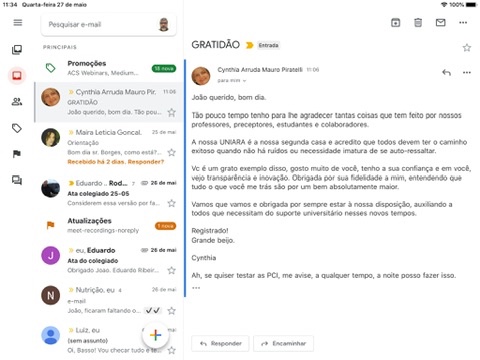 11:34 Quarta-feira 27 de maio
100%
Pesquisar e-mail
PRINCIPAIS
Promoções
ACS Webinars, Medium...
18 nova
Cynthia Arruda Mauro Pir. 11:06
GRATIDÃO
João querido, bom dia. Tão pou...
Maira Leticia Goncal. 25 de mai
Orientação
Bom dia sr. Borges, como está?...
Recebido há 2 dias. Responder?
Eduardo .. Rod... 7 26 de mai
Ata colegiado 25-05
Considerem essa versão por fa...
Atualizações
meet-recordings-noreply
1 nova
eu, Eduardo 26 de mai
Ata do colegiado
Obrigado Joao. Eduardo Ribeir...
Nutrição, eu 4 26 de mai
e-mail
João, ficaram faltando o...
Luiz, eu
(sem assunto)
Oi, Basso! Vou checar tudo e te...
GRATIDÃO Entrada
Cynthia Arruda Mauro Piratelli 11:06
para mim
João querido, bom dia.
Tão pouco tempo tenho para lhe agradecer tantas coisas que tem feito por nossos
professores, preceptores, estudantes e colaboradores.
A nossa UNIARA é a nossa segunda casa e acredito que todos devem ter o caminho
exitoso quando não há ruídos ou necessidade imatura de se auto-ressaltar.
Vc é um grato exemplo disso, gosto muito de você, tenho a sua confiança e em você,
vejo transparência e inovação. Obrigada por sua fidelidade a mim, entendendo que
tudo o que você me trás são por um bem absolutamente maior.
Vamos que vamos e obrigada por sempre estar à nossa disposição, auxiliando a
todos que necessitam do suporte universitário nesses novos tempos.
Registrado!
Grande beijo.
Cynthia
Ah, se quiser testar as PCI, me avise, a qualquer tempo, a noite posso fazer isso.
Responder
Encaminhar